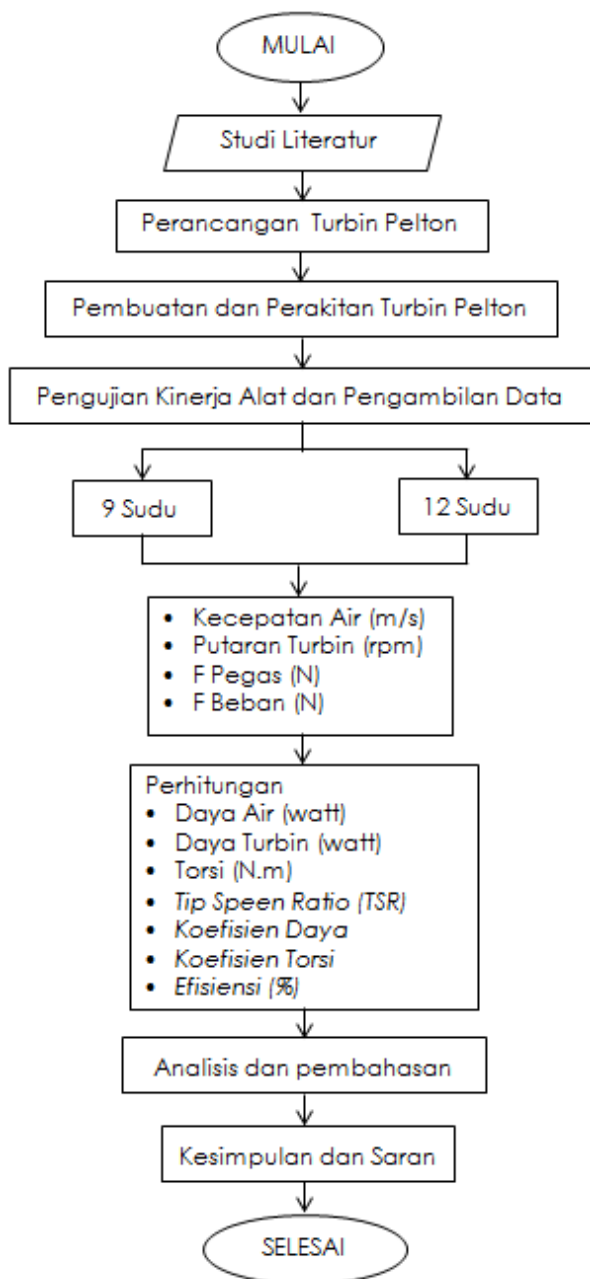 MULAI
Studi Literatur
Perancangan Turbin Pelton
Pembuatan dan Perakitan Turbin Pelton
Pengujian Kinerja Alat dan Pengambilan Data
9 Sudu
12 Sudu
• Kecepatan Air (m/s)
• Putaran Turbin (rpm)
• F Pegas (N)
• F Beban (N)
Perhitungan
• Daya Air (watt)
• Daya Turbin (watt)
• Torsi (N.m)
• Tip Speen Ratio (TSR)
• Koefisien Daya
• Koefisien Torsi
• Efisiensi (%)
Analisis dan pembahasan
Kesimpulan dan Saran
SELESAI